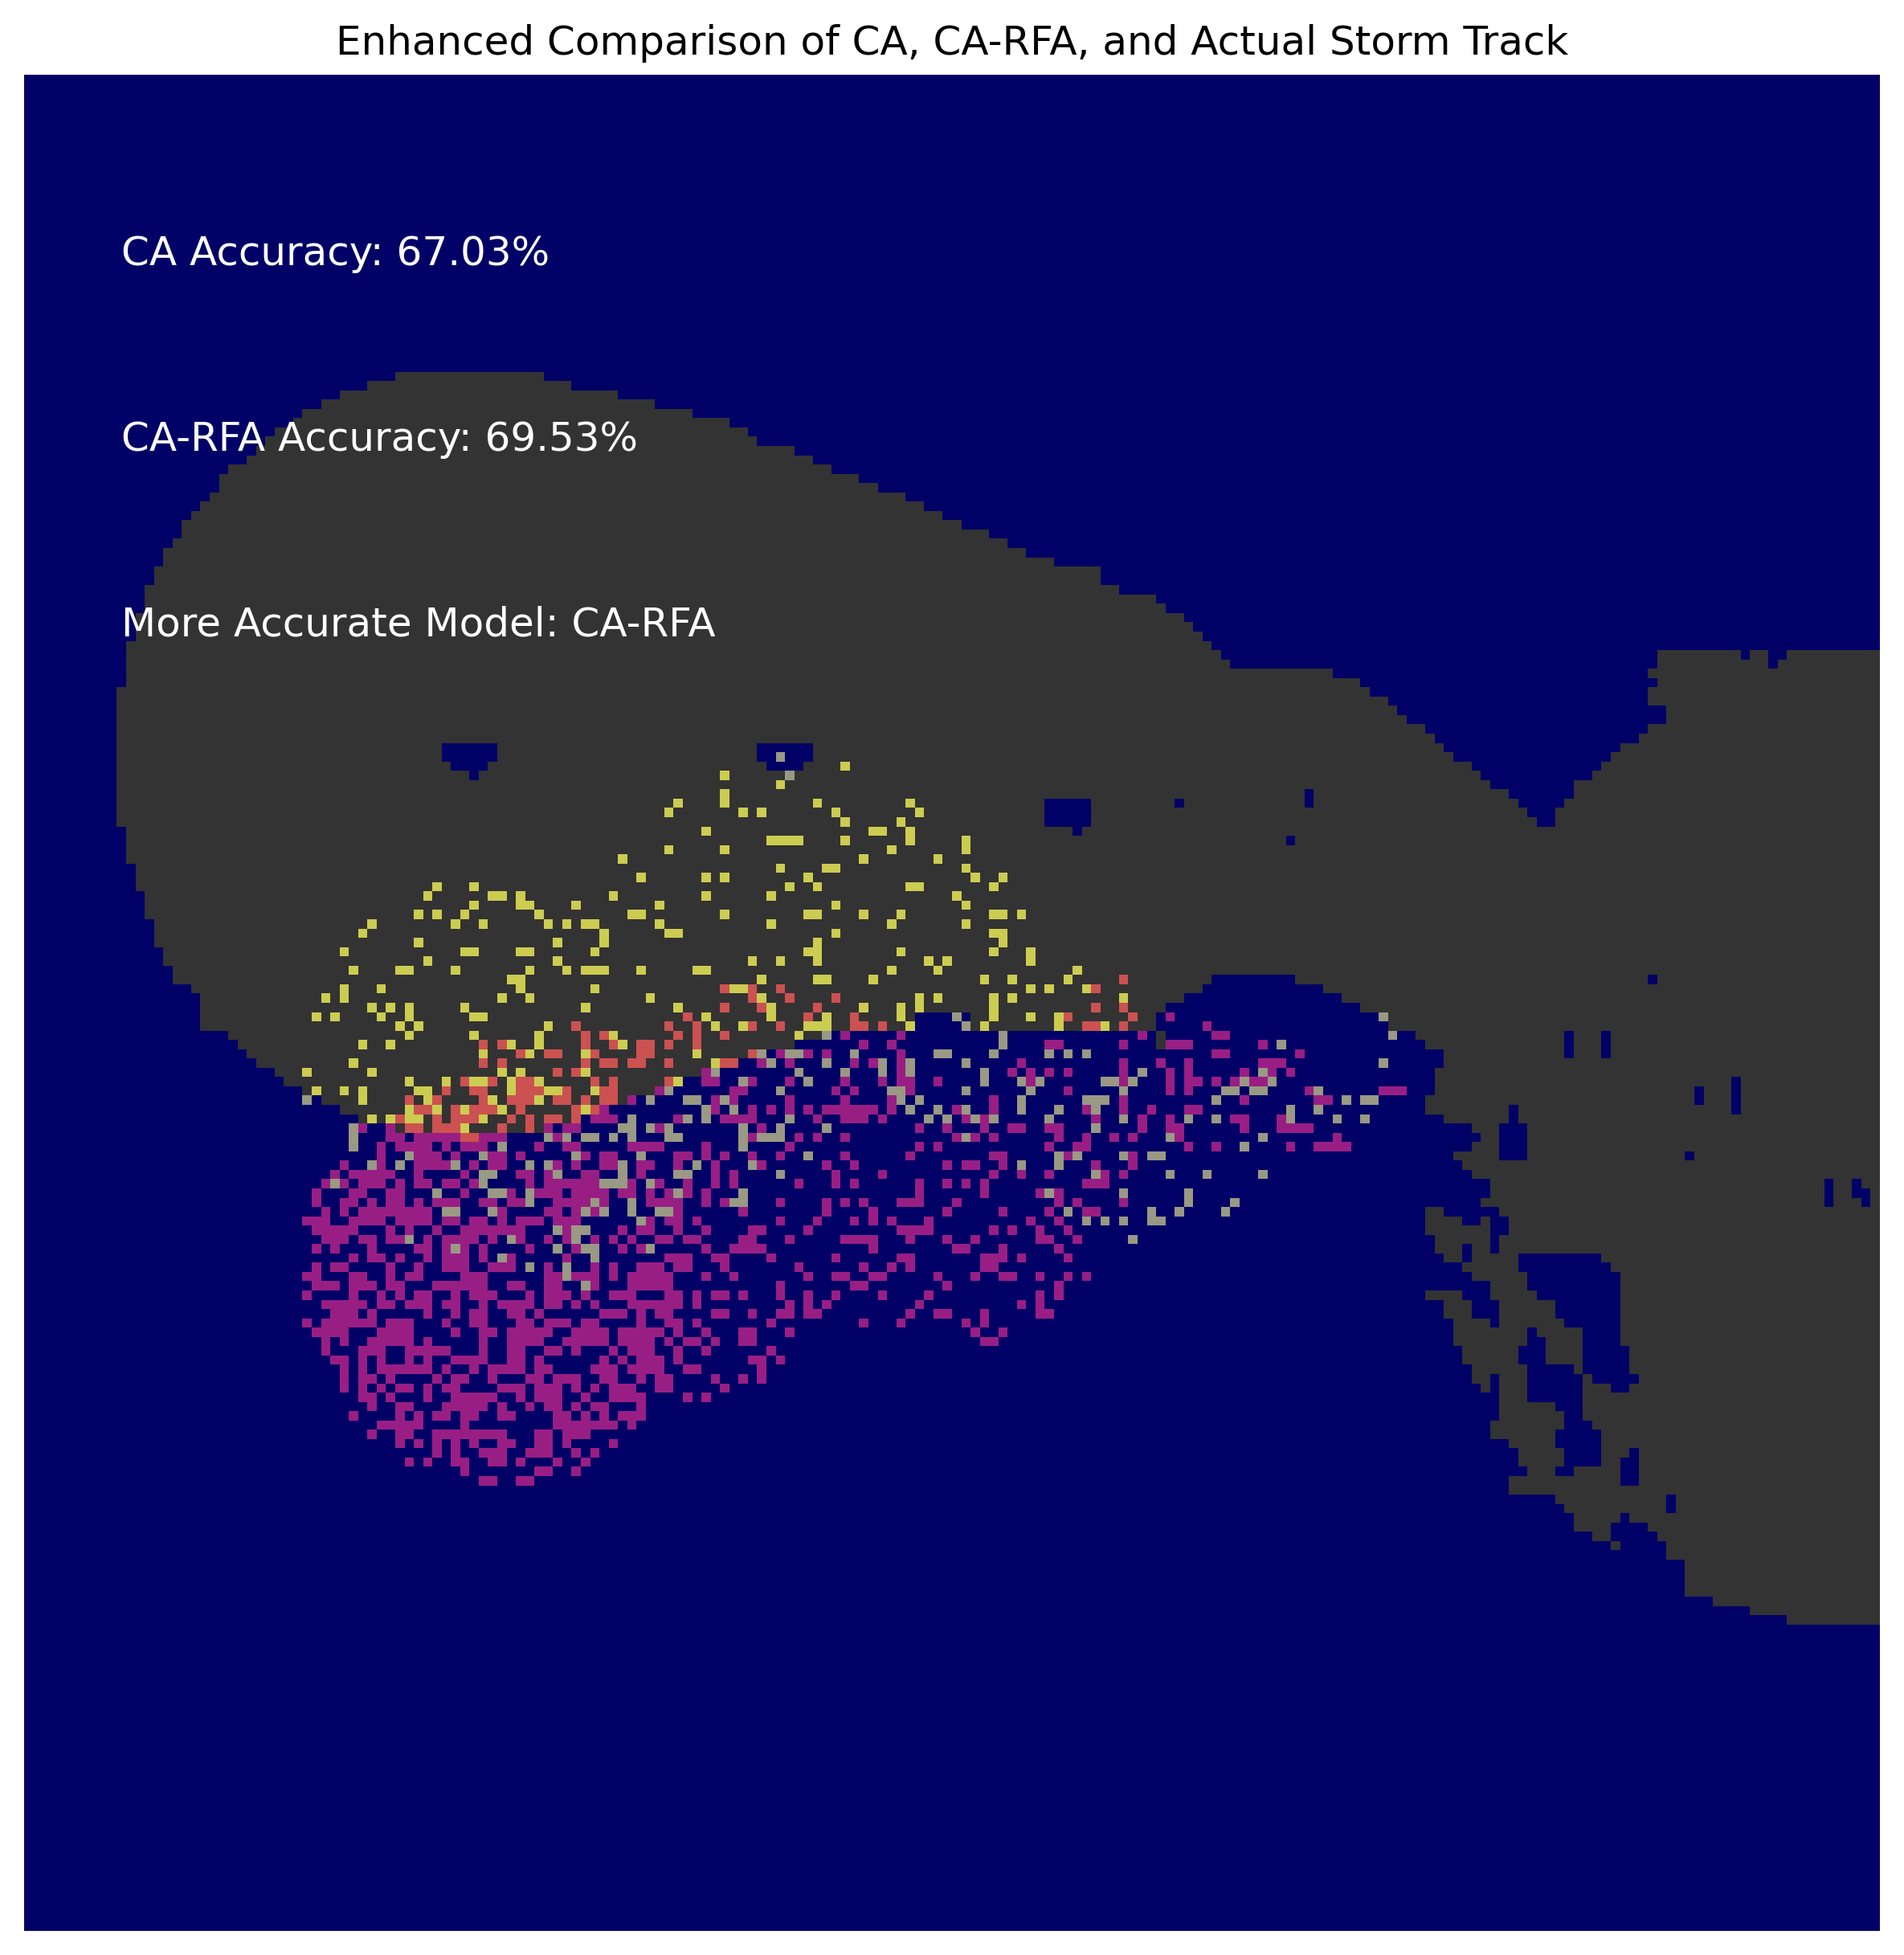 Enhanced Comparison of CA, CA-RFA, and Actual Storm Track
CA Accuracy: 67.03%
CA-RFA Accuracy: 69.53%
More Accurate Model: CA-RFA